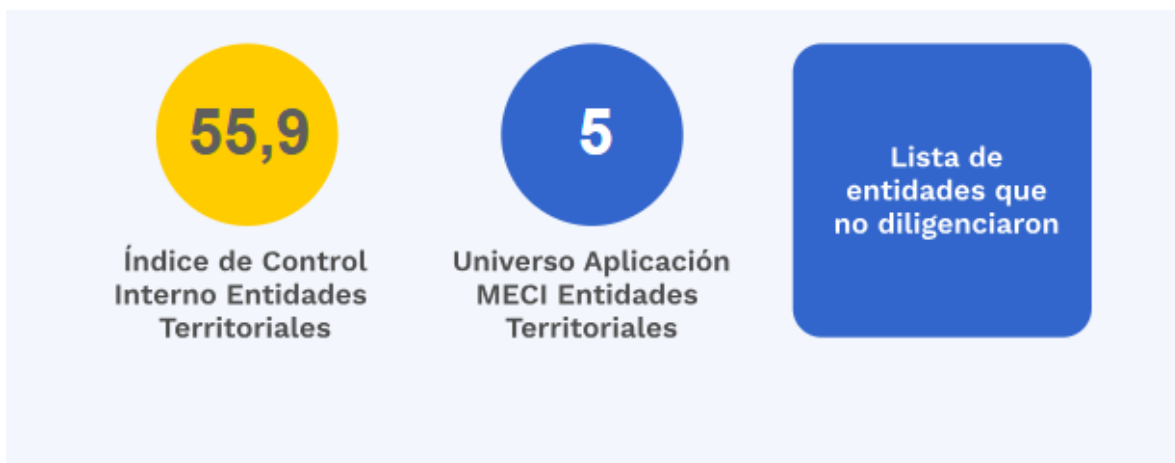 55,9
Índice de Control
Interno Entidades
Territoriales
5
Universo Aplicación
MECI Entidades
Territoriales
Lista de
entidades que
no diligenciaron